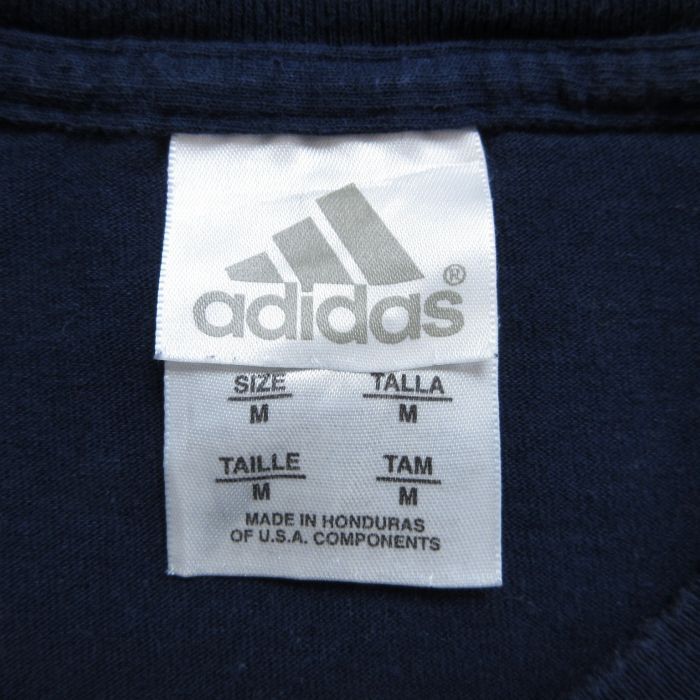 adidas®
SIZE TALLA
M M
TAILLE TAM
M M
MADE IN HONDURAS
OF U.S.A. COMPONENTS